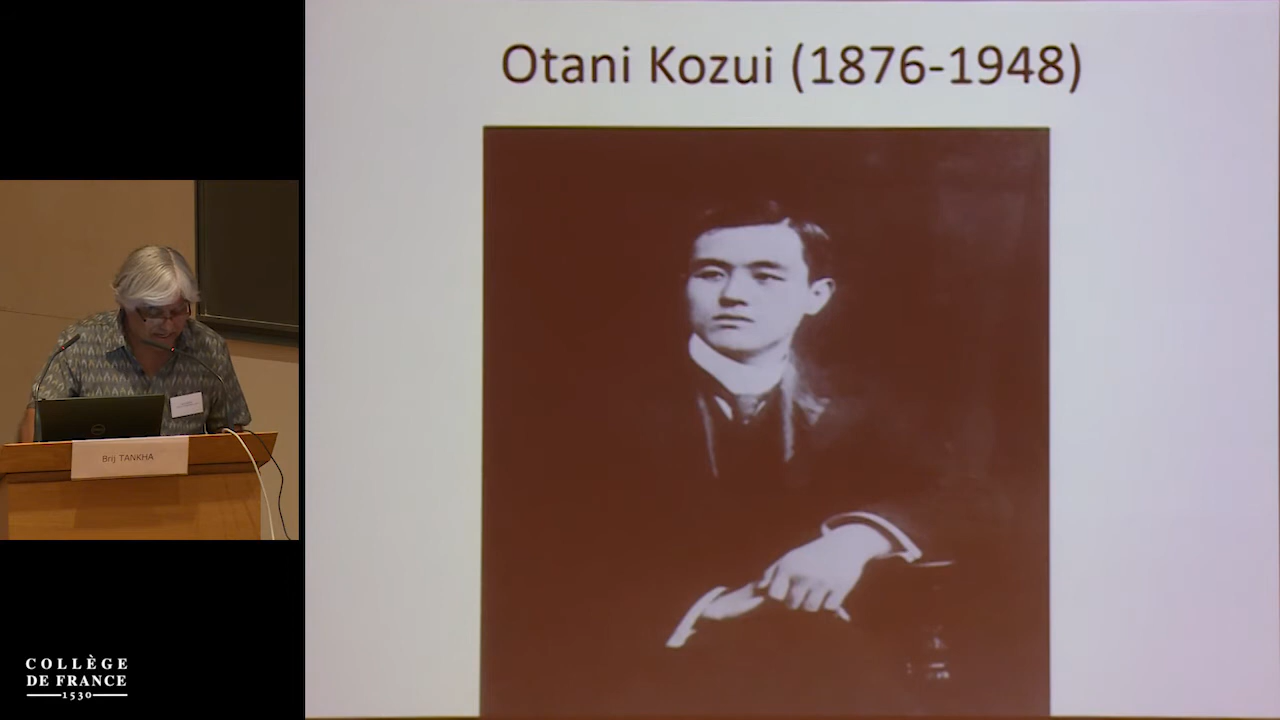 Otani Kozui (1876-1948)
Brij TANKHA
COLLÈGE
DE FRANCE
1530